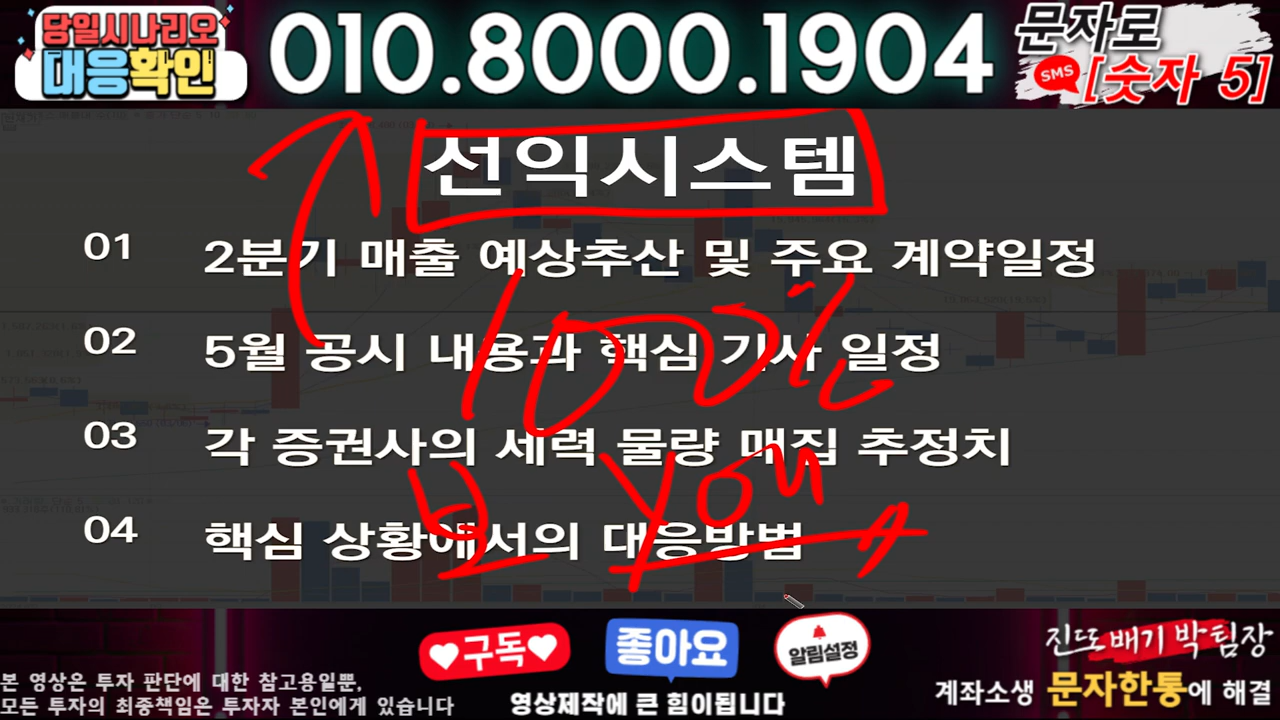 당일시나리오
대응확인
010.8000.1904
문자로
SMS [숫자 5]
선익시스템
01 2분기 매출 예상추산 및 주요 계약일정
02 5월 공시 내용과 핵심 기사 일정
100%
03 각 증권사의 세력 물량 매집 추정치
04 핵심 상황에서의 대응방법
보 you
구독
좋아요
알림설정
영상제작에 큰 힘이됩니다
본 영상은 투자 판단에 대한 참고용일뿐,
모든 투자의 최종책임은 투자자 본인에게 있습니다
진또배기 박팀장
계좌소생 문자한통에 해결